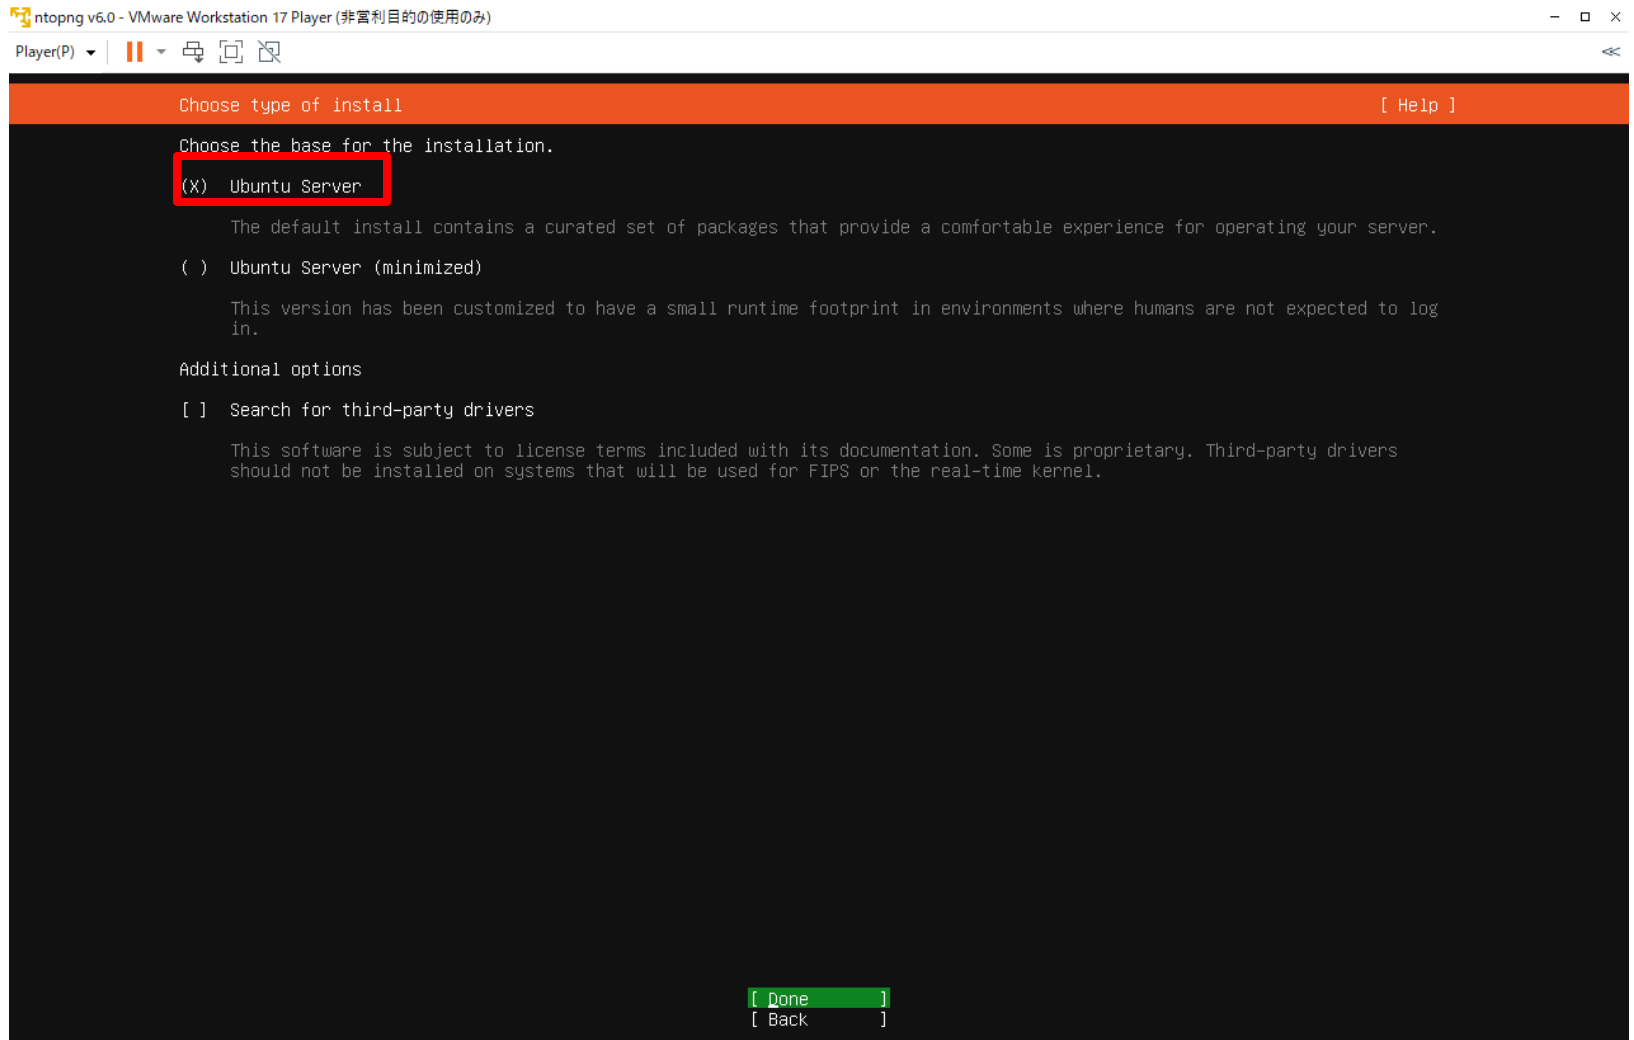 ntopng v6.0 - VMware Workstation 17 Player (非営利目的の使用のみ)
Player(P)
Choose type of install [ Help ]
Choose the base for the installation.
(X) Ubuntu Server
The default install contains a curated set of packages that provide a comfortable experience for operating your server.
( ) Ubuntu Server (minimized)
This version has been customized to have a small runtime footprint in environments where humans are not expected to log
in.
Additional options
[ ] Search for third-party drivers
This software is subject to license terms included with its documentation. Some is proprietary. Third-party drivers
should not be installed on systems that will be used for FIPS or the real-time kernel.
[ Done ]
[ Back ]